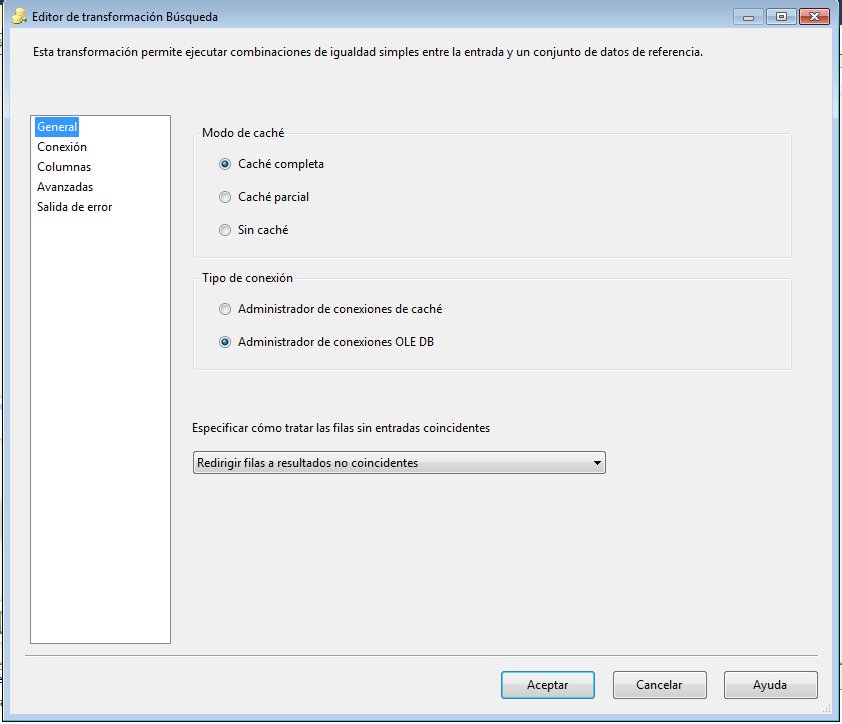 Editor de transformación Búsqueda
Esta transformación permite ejecutar combinaciones de igualdad simples entre la entrada y un conjunto de datos de referencia.
General
Conexión
Columnas
Avanzadas
Salida de error
Modo de caché
Caché completa
Caché parcial
Sin caché
Tipo de conexión
Administrador de conexiones de caché
Administrador de conexiones OLE DB
Especificar cómo tratar las filas sin entradas coincidentes
Redirigir filas a resultados no coincidentes
Aceptar
Cancelar
Ayuda